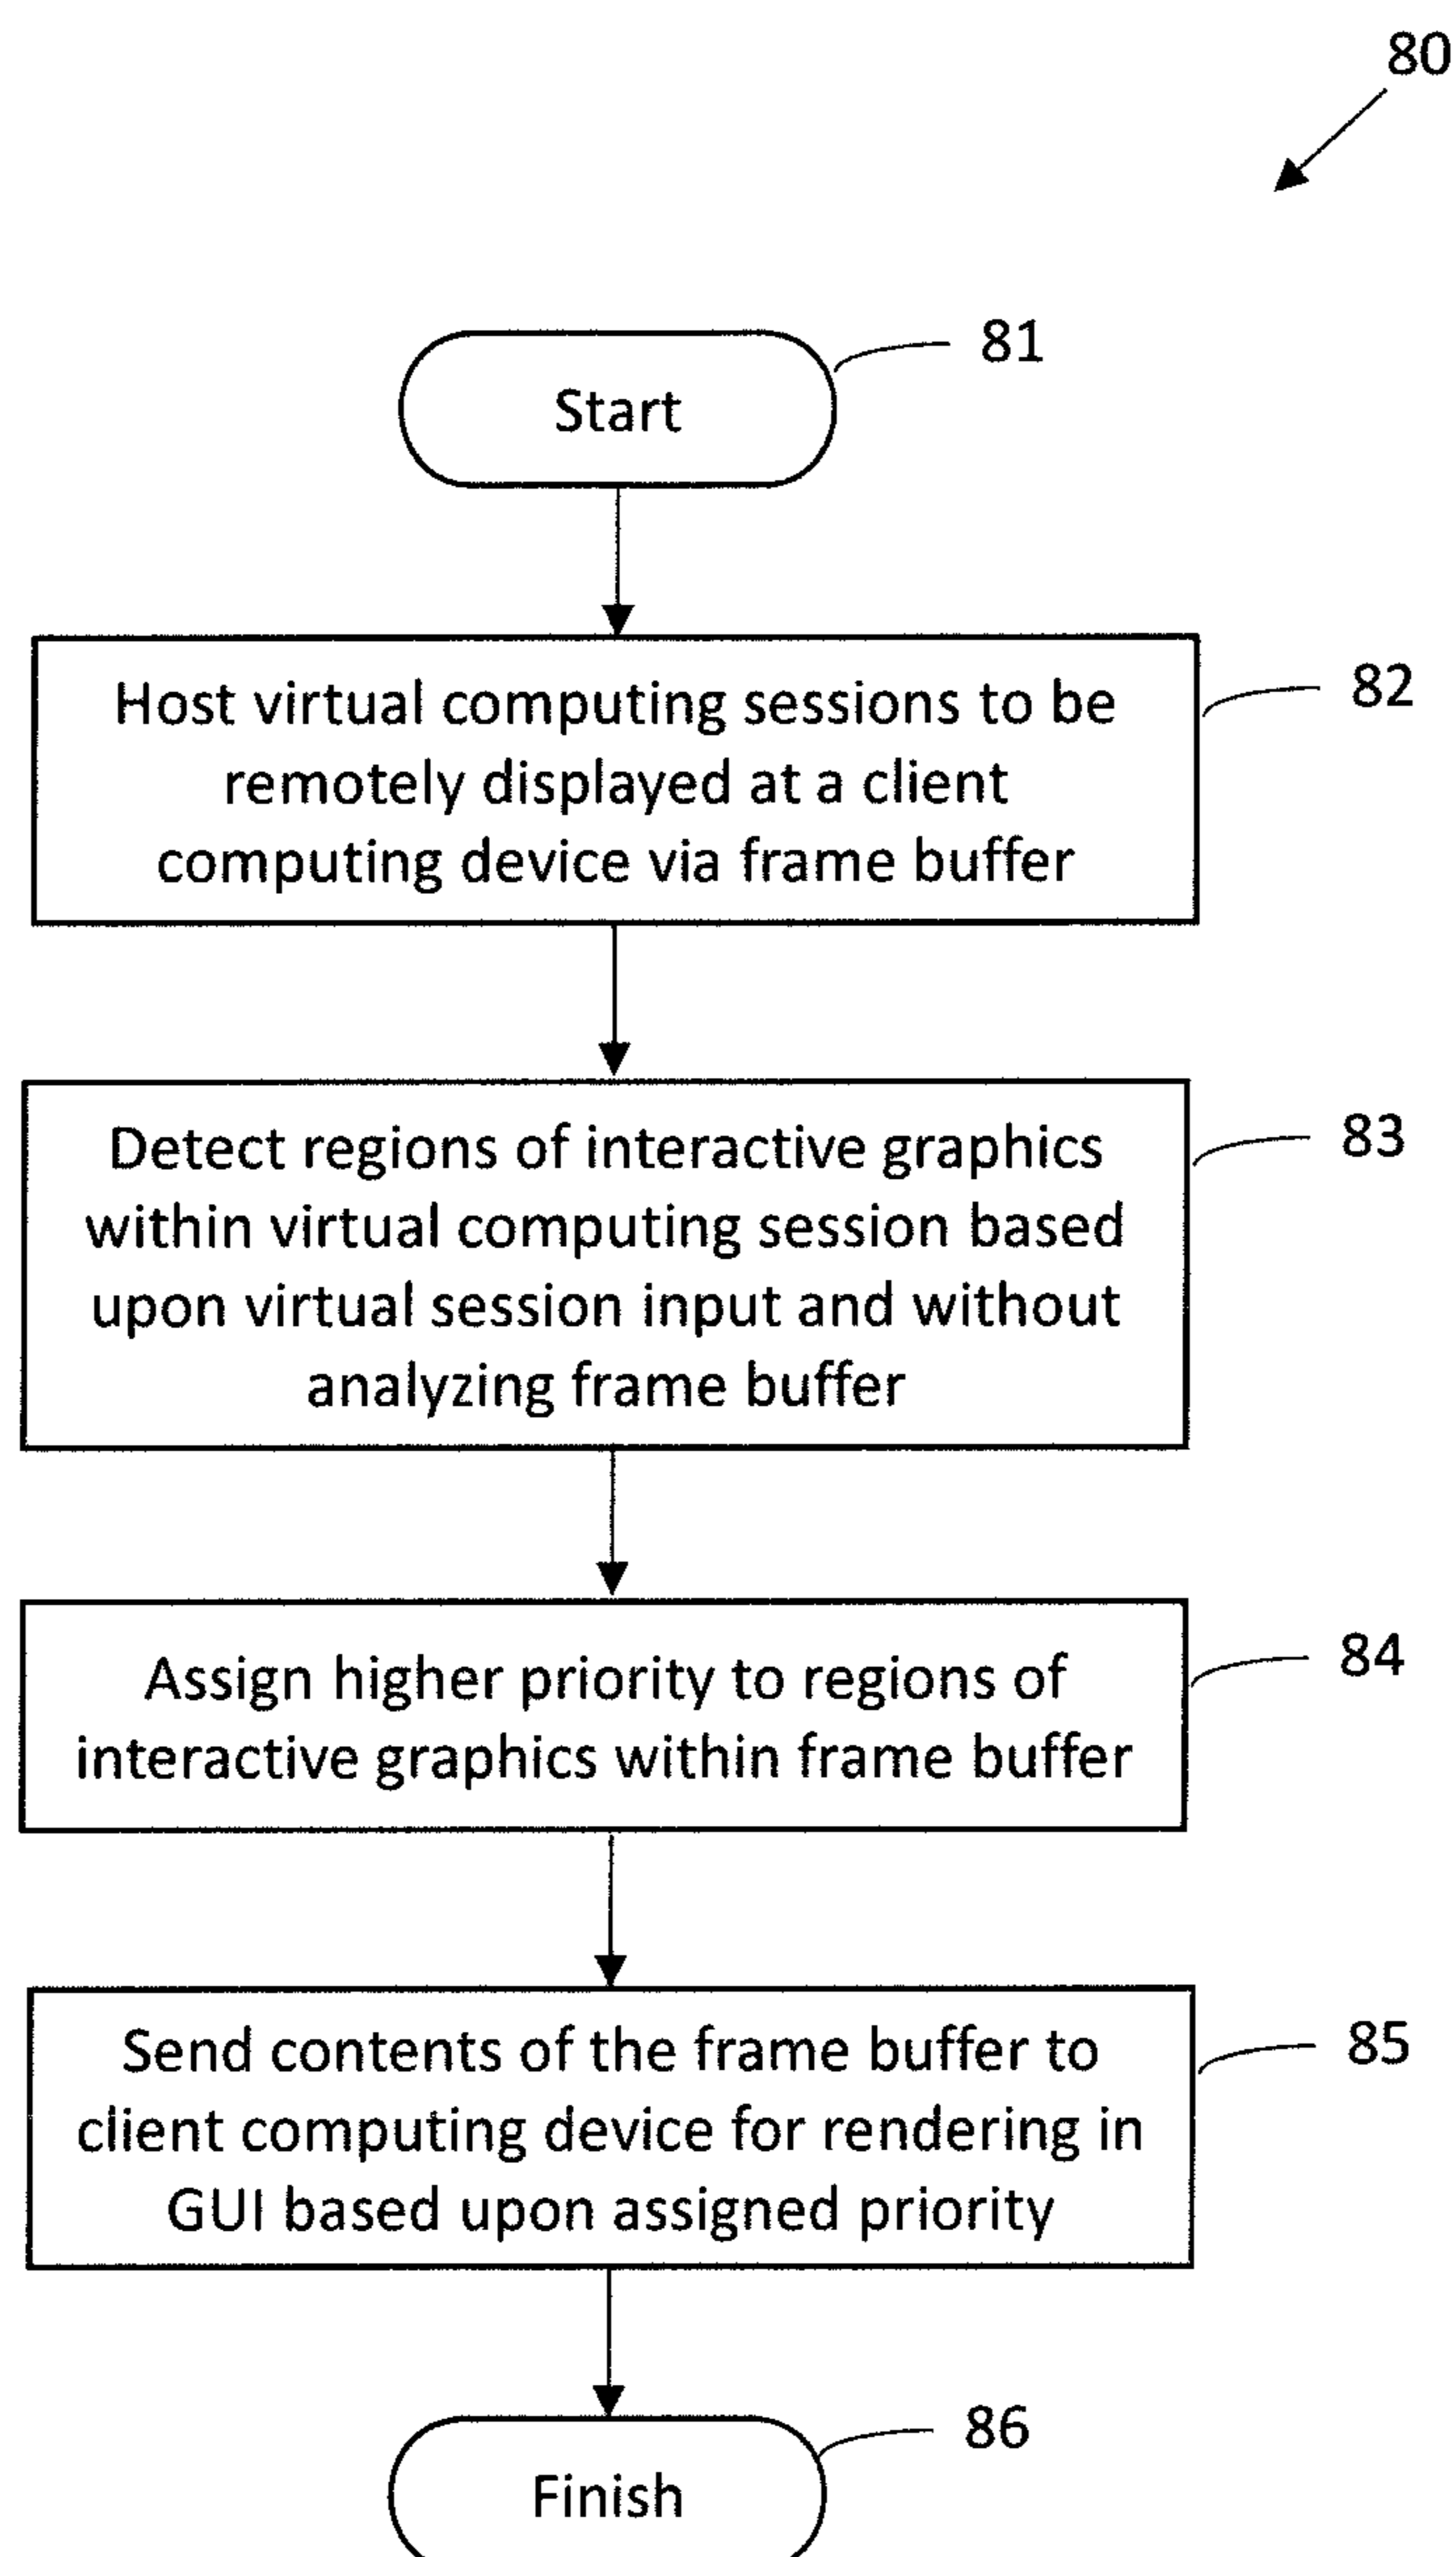 80
81
Start
82
Host virtual computing sessions to be
remotely displayed at a client
computing device via frame buffer
83
Detect regions of interactive graphics
within virtual computing session based
upon virtual session input and without
analyzing frame buffer
84
Assign higher priority to regions of
interactive graphics within frame buffer
85
Send contents of the frame buffer to
client computing device for rendering in
GUI based upon assigned priority
86
Finish